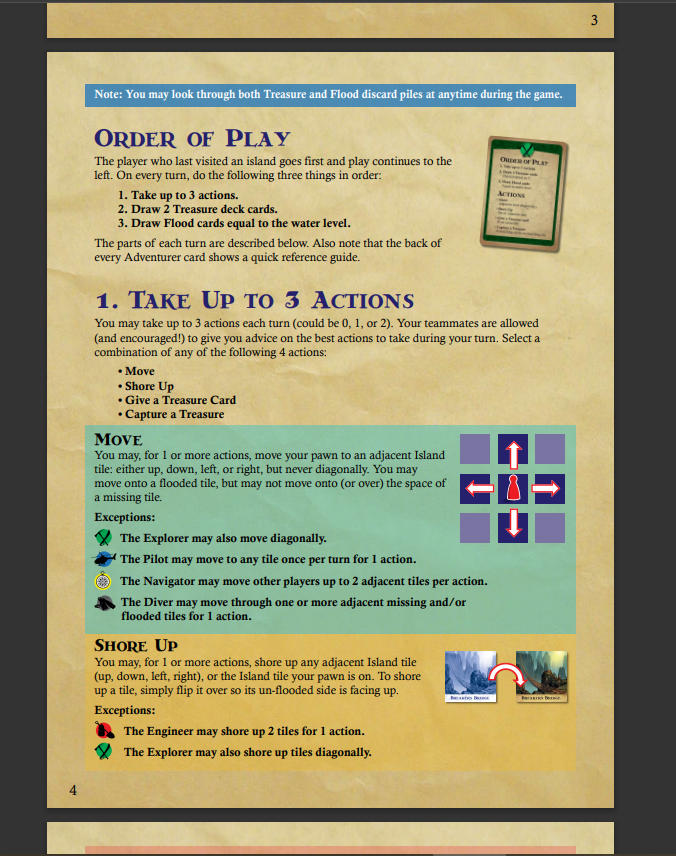 3
Note: You may look through both Treasure and Flood discard piles at anytime during the game.
Order of Play
The player who last visited an island goes first and play continues to the
left. On every turn, do the following three things in order:
1. Take up to 3 actions.
2. Draw 2 Treasure deck cards.
3. Draw Flood cards equal to the water level.
The parts of each turn are described below. Also note that the back of
every Adventurer card shows a quick reference guide.
Order of Play
Actions
1. Take Up to 3 Actions
You may take up to 3 actions each turn (could be 0, 1, or 2). Your teammates are allowed
(and encouraged!) to give you advice on the best actions to take during your turn. Select a
combination of any of the following 4 actions:
• Move
• Shore Up
• Give a Treasure Card
• Capture a Treasure
Move
You may, for 1 or more actions, move your pawn to an adjacent Island
tile: either up, down, left, or right, but never diagonally. You may
move onto a flooded tile, but may not move onto (or over) the space of
a missing tile.
Exceptions:
The Explorer may also move diagonally.
The Pilot may move to any tile once per turn for 1 action.
The Navigator may move other players up to 2 adjacent tiles per action.
The Diver may move through one or more adjacent missing and/or
flooded tiles for 1 action.
Shore Up
You may, for 1 or more actions, shore up any adjacent Island tile
(up, down, left, right), or the Island tile your pawn is on. To shore
up a tile, simply flip it over so its un-flooded side is facing up.
Breakers Bridge
Breakers Bridge
Exceptions:
The Engineer may shore up 2 tiles for 1 action.
The Explorer may also shore up tiles diagonally.
4